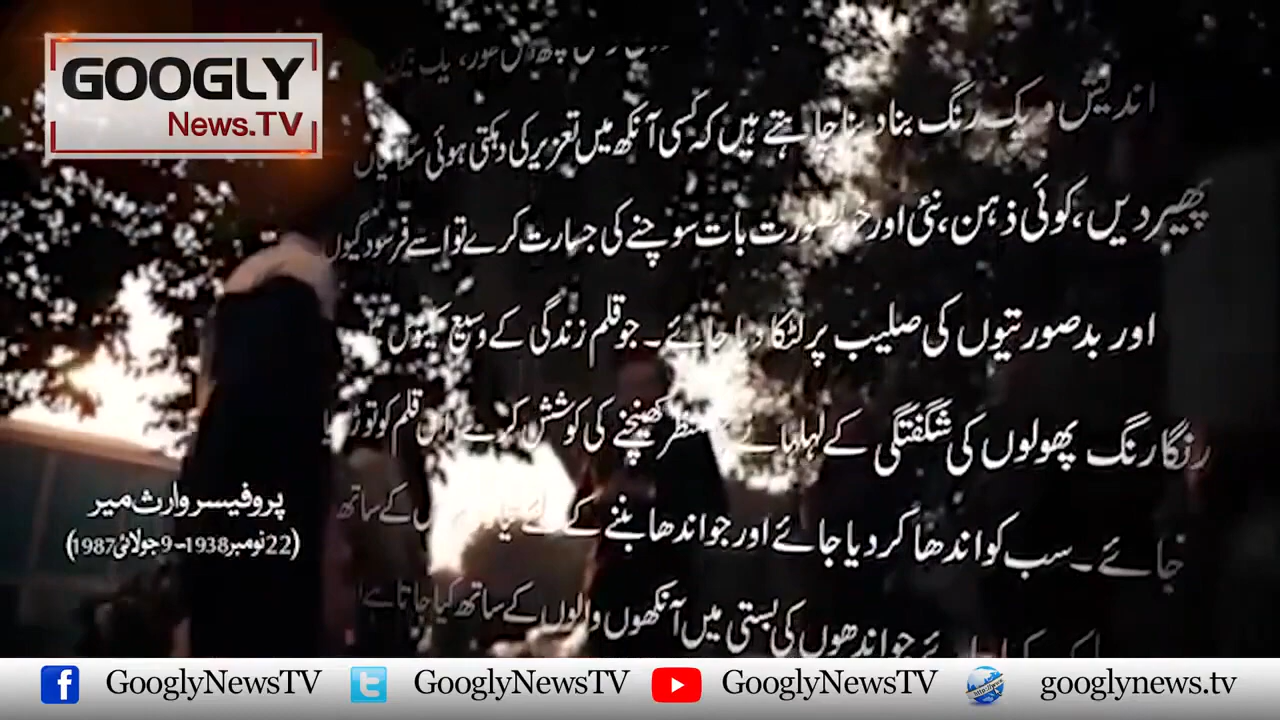 GOOGLY
News.TV
رنگ بنا دینا چاہتے ہیں کہ کسی آنکھ میں تعزیر کی دہکتی ہوئی سلائیاں
پھیر دیں، کوئی ذہن، نئی اور خوبصورت بات سوچنے کی جسارت کرے تو اسے فرسودگیوں
اور بدصورتیوں کی صلیب پر لٹکا دیا جائے۔ جو قلم زندگی کے وسیع
رنگا رنگ پھولوں کی شگفتگی کے لہلہاتے منظر کھینچنے کی کوشش کرے اس قلم کو توڑ
جائے۔ سب کو اندھا کر دیا جائے اور جو اندھا بننے کے لئے کے ساتھ
جو اندھوں کی بستی میں آنکھوں والوں کے ساتھ کیا جاتا ہے
پروفیسر وارث میر
(22 نومبر 1938 – 9 جولائی 1987)
GooglyNewsTV GooglyNewsTV GooglyNewsTV googlynews.tv